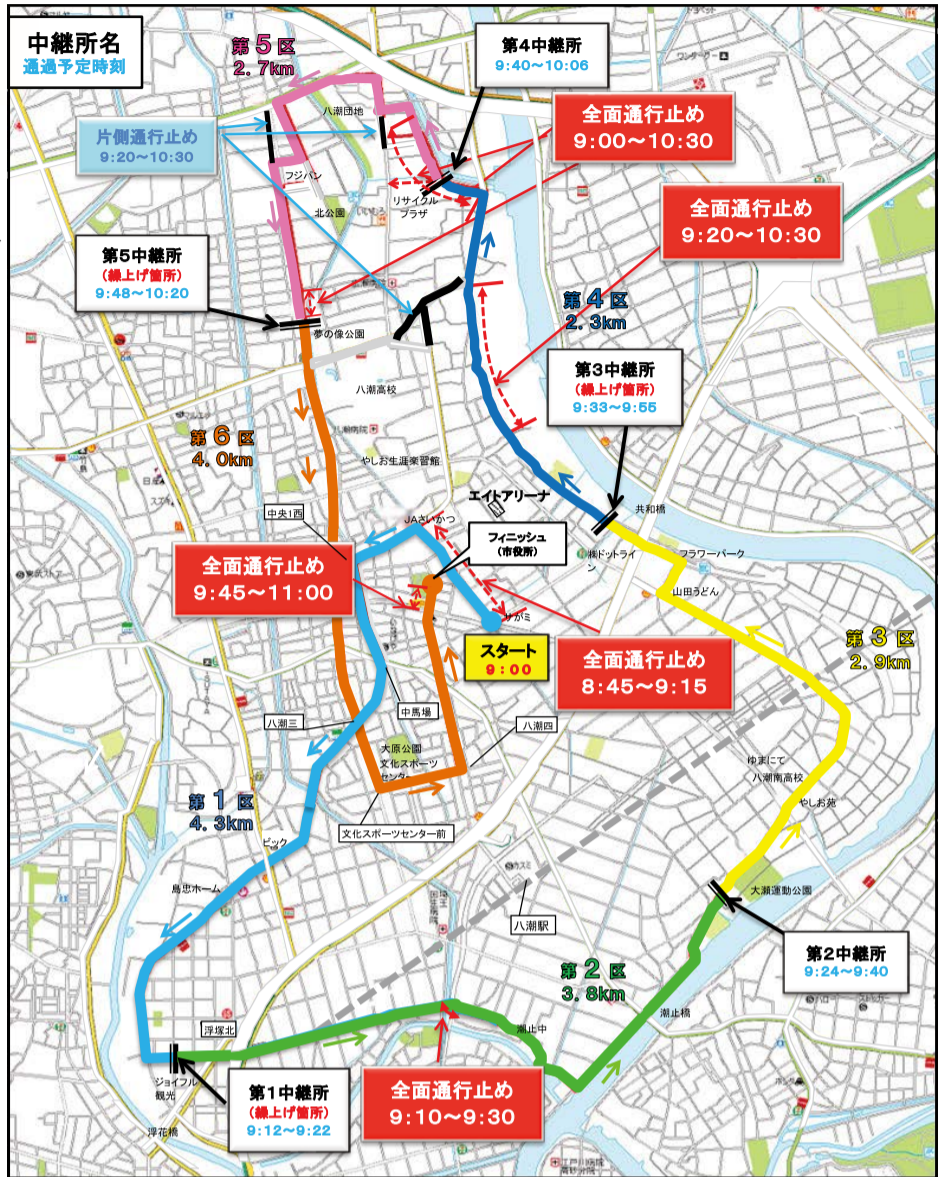 中継所名
通過予定時刻
第5区
2.7km
第4中継所
9:40~10:06
全面通行止め
9:00~10:30
片側通行止め
9:20~10:30
八潮団地
フジパン
北公園
リサイクル
プラザ
全面通行止め
9:20~10:30
第5中継所
(繰上げ箇所)
9:48~10:20
第4区
2.3km
夢の像公園
第3中継所
(繰上げ箇所)
9:33~9:55
八潮高校
第6区
4.0km
やしお生涯楽習館
エイトアリーナ
中央1西
JAさいかつ
共和橋
フィニッシュ
(市役所)
㈱ドットライ
ン
フラワーパーク
全面通行止め
9:45~11:00
山田うどん
サガミ
スタート
9:00
第3区
2.9km
全面通行止め
8:45~9:15
中馬場
八潮三
八潮四
大原公園
文化スポーツ
センター
ゆまにて
八潮南高校
やしお苑
第1区
4.3km
文化スポーツセンター前
ビック
島忠ホーム
カスミ
大瀬運動公園
八潮駅
第2中継所
9:24~9:40
第2区
3.8km
潮止橋
浮塚北
潮止中
ジョイフル
観光
第1中継所
(繰上げ箇所)
9:12~9:22
全面通行止め
9:10~9:30
浮花橋